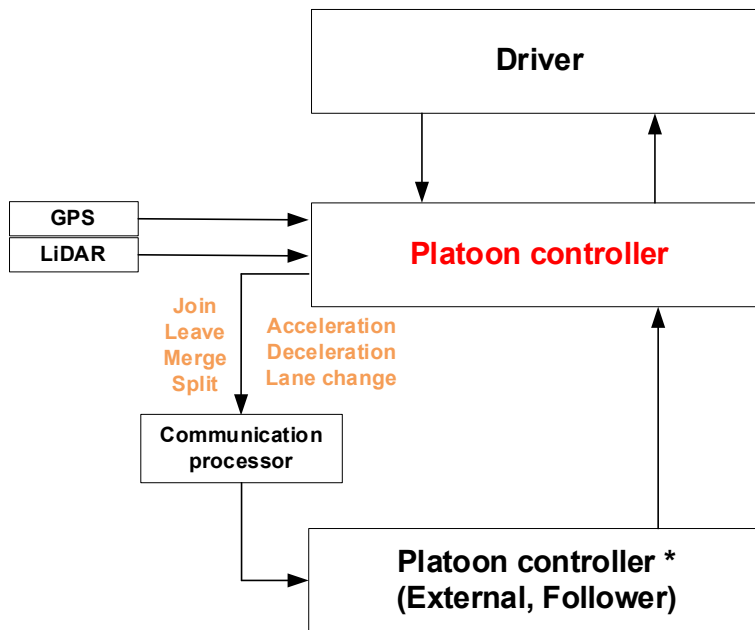 Driver
GPS
LiDAR
Platoon controller
Join
Leave
Merge
Split
Acceleration
Deceleration
Lane change
Communication
processor
Platoon controller *
(External, Follower)